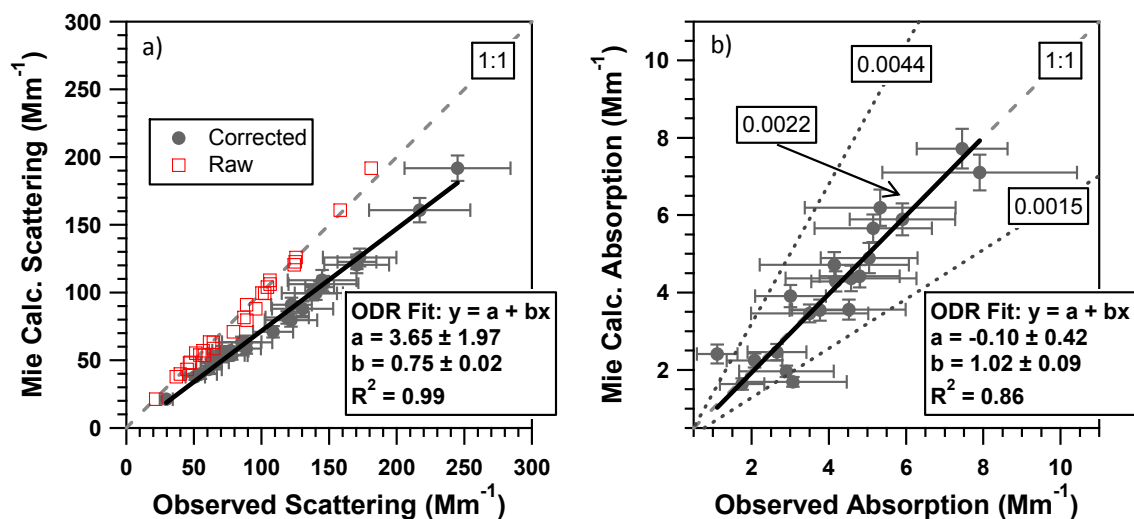 a)
1:1
Corrected
Raw
ODR Fit: y = a + bx
a = 3.65 ± 1.97
b = 0.75 ± 0.02
R² = 0.99
300
250
200
150
100
50
0
Mie Calc. Scattering (Mm⁻¹)
0 50 100 150 200 250 300
Observed Scattering (Mm⁻¹)
b)
0.0044
1:1
0.0022
0.0015
ODR Fit: y = a + bx
a = -0.10 ± 0.42
b = 1.02 ± 0.09
R² = 0.86
10
8
6
4
2
Mie Calc. Absorption (Mm⁻¹)
2 4 6 8 10
Observed Absorption (Mm⁻¹)